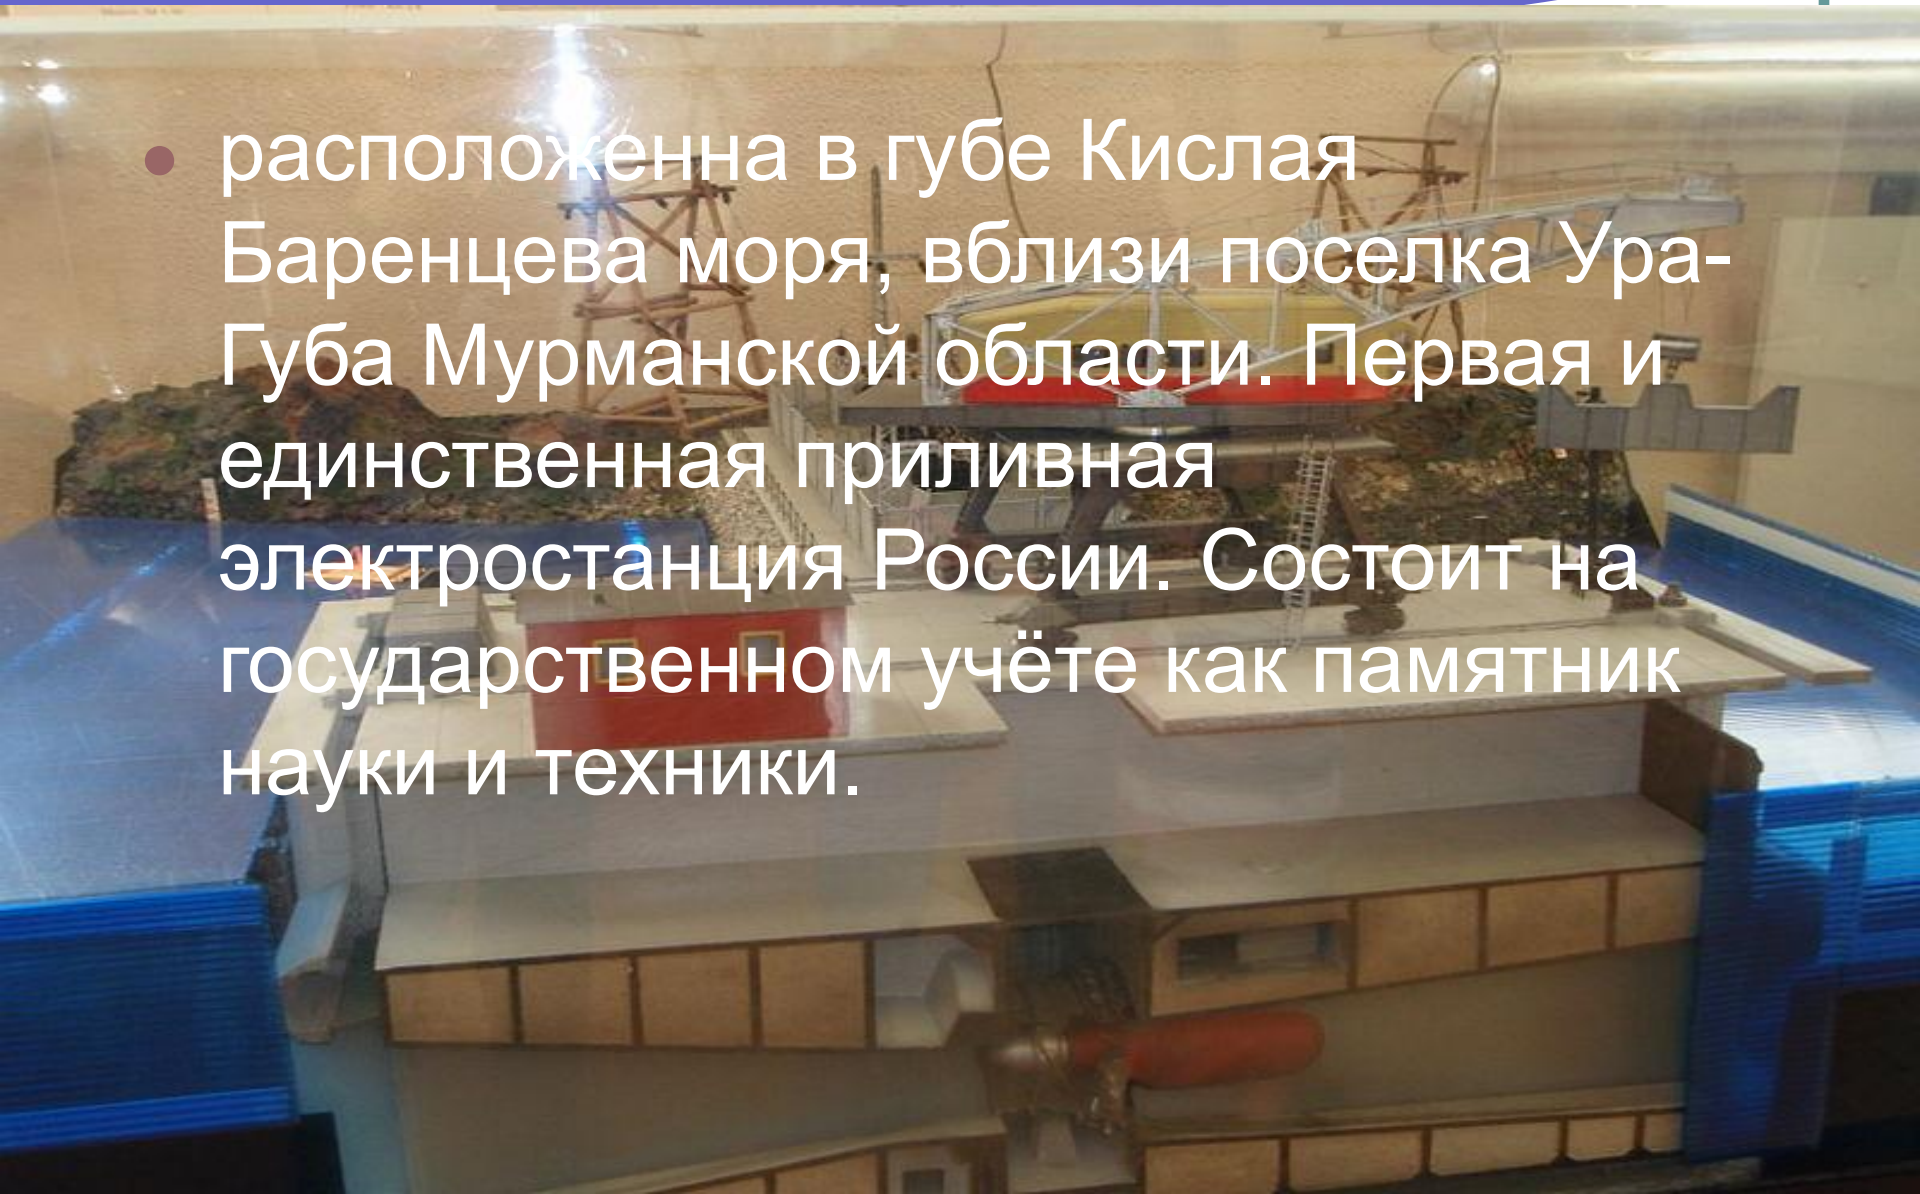 расположенна в губе Кислая
Баренцева моря, вблизи поселка Ура-
Губа Мурманской области. Первая и
единственная приливная
электростанция России. Состоит на
государственном учёте как памятник
науки и техники.